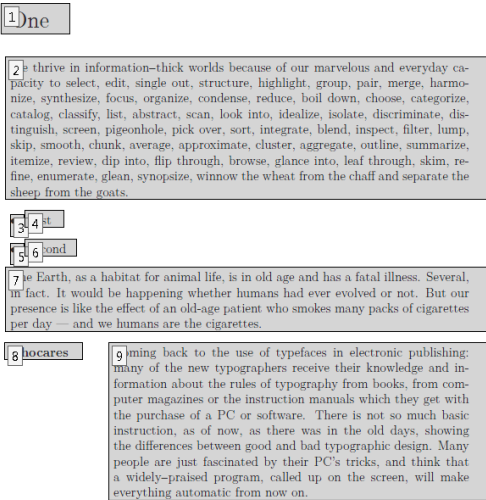 1 One
2 e thrive in information–thick worlds because of our marvelous and everyday ca-
pacity to select, edit, single out, structure, highlight, group, pair, merge, harmo-
nize, synthesize, focus, organize, condense, reduce, boil down, choose, categorize,
catalog, classify, list, abstract, scan, look into, idealize, isolate, discriminate, dis-
tinguish, screen, pigeonhole, pick over, sort, integrate, blend, inspect, filter, lump,
skip, smooth, chunk, average, approximate, cluster, aggregate, outline, summarize,
itemize, review, dip into, flip through, browse, glance into, leaf through, skim, re-
fine, enumerate, glean, synopsize, winnow the wheat from the chaff and separate the
sheep from the goats.
3 4 st
5 6 cond
7 he Earth, as a habitat for animal life, is in old age and has a fatal illness. Several,
in fact. It would be happening whether humans had ever evolved or not. But our
presence is like the effect of an old-age patient who smokes many packs of cigarettes
per day — and we humans are the cigarettes.
8 hocares
9 oming back to the use of typefaces in electronic publishing:
many of the new typographers receive their knowledge and in-
formation about the rules of typography from books, from com-
puter magazines or the instruction manuals which they get with
the purchase of a PC or software. There is not so much basic
instruction, as of now, as there was in the old days, showing
the differences between good and bad typographic design. Many
people are just fascinated by their PC's tricks, and think that
a widely–praised program, called up on the screen, will make
everything automatic from now on.